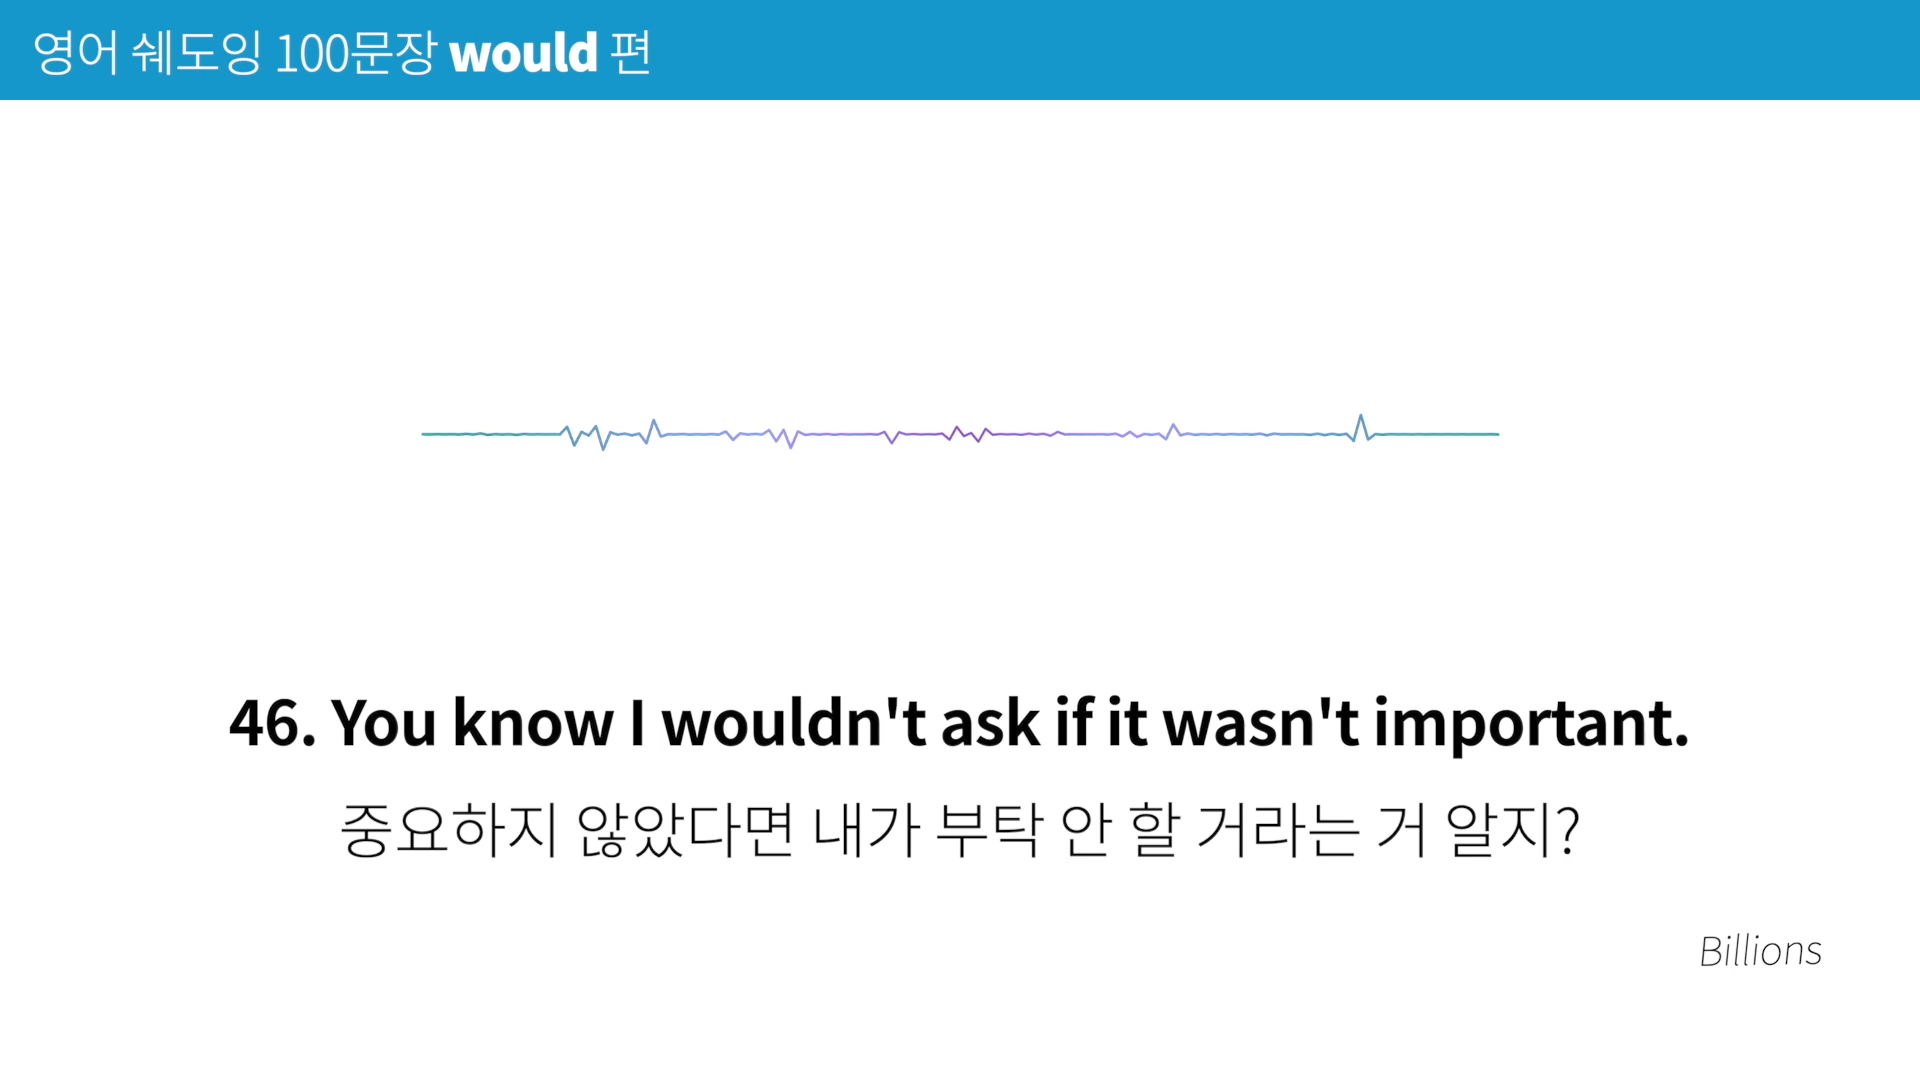 영어 쉐도잉 100문장 would 편
46. You know I wouldn't ask if it wasn't important.
중요하지 않았다면 내가 부탁 안 할 거라는 거 알지?
Billions